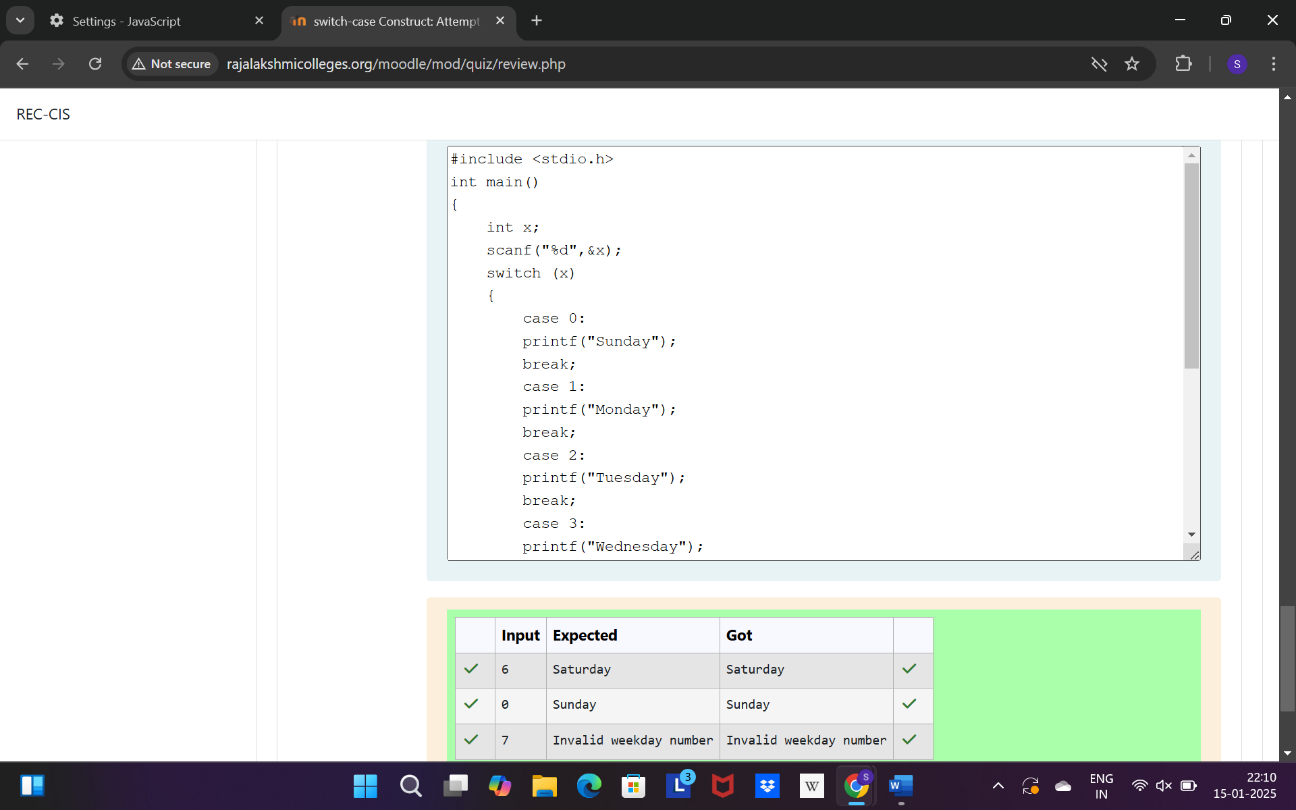 Settings - JavaScript
switch-case Construct: Attempt
Not secure
rajalakshmicolleges.org/moodle/mod/quiz/review.php
S
REC-CIS
#include <stdio.h>
int main()
{
int x;
scanf("%d",&x);
switch (x)
{
case 0:
printf("Sunday");
break;
case 1:
printf("Monday");
break;
case 2:
printf("Tuesday");
break;
case 3:
printf("Wednesday");
Input Expected Got
6 Saturday Saturday
0 Sunday Sunday
7 Invalid weekday number Invalid weekday number
L 3
W
S
W
ENG
IN
22:10
15-01-2025